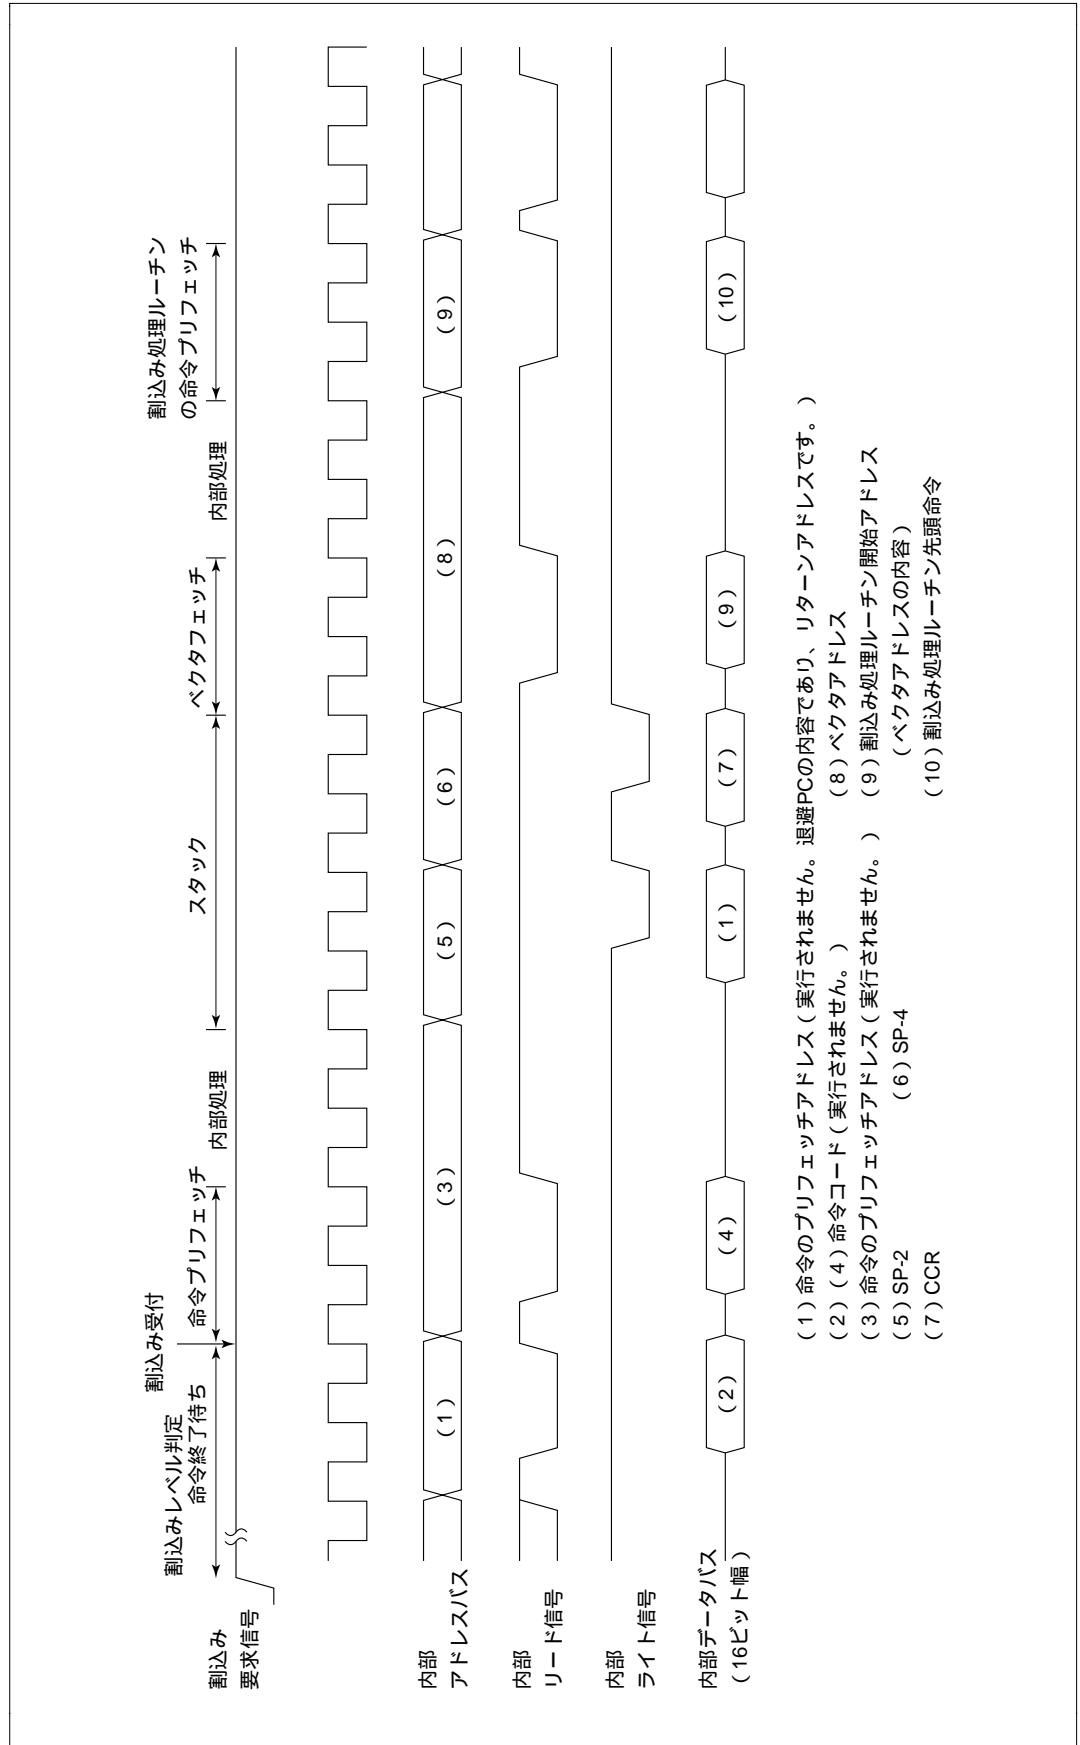 割込みレベル判定
命令終了待ち
割込み受付
命令プリフェッチ
内部処理
スタック
ベクタフェッチ
内部処理
割込み処理ルーチン
の命令プリフェッチ
割込み
要求信号
内部
アドレスバス
(1)
(3)
(5)
(6)
(8)
(9)
内部
リード信号
内部
ライト信号
内部データバス
(16ビット幅)
(2)
(4)
(1)
(7)
(9)
(10)
(1)命令のプリフェッチアドレス(実行されません。退避PCの内容であり、リターンアドレスです。)
(2)(4)命令コード(実行されません。)
(3)命令のプリフェッチアドレス(実行されません。)
(5)SP-2
(6)SP-4
(7)CCR
(8)ベクタアドレス
(9)割込み処理ルーチン開始アドレス
(ベクタアドレスの内容)
(10)割込み処理ルーチン先頭命令